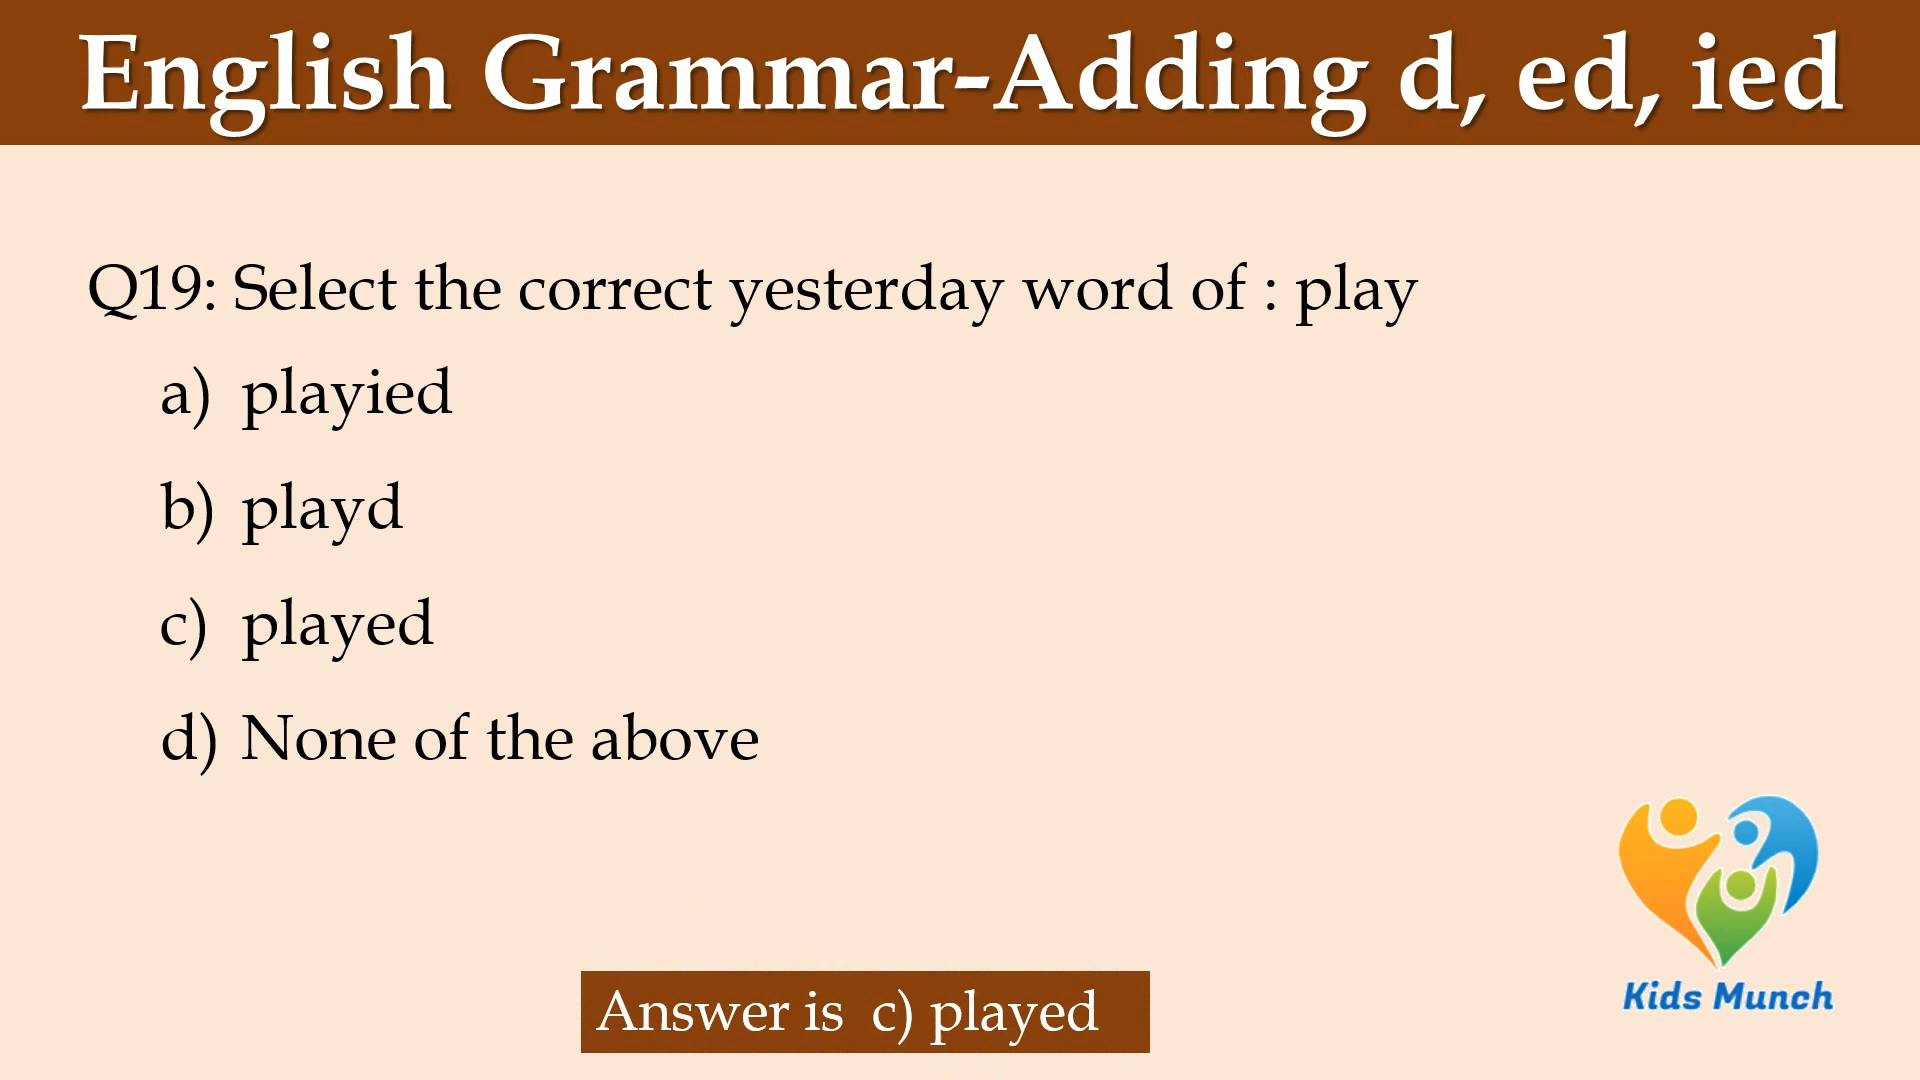 English Grammar-Adding d, ed, ied
Q19: Select the correct yesterday word of : play
a) playied
b) playd
c) played
d) None of the above
Kids Munch
Answer is c) played